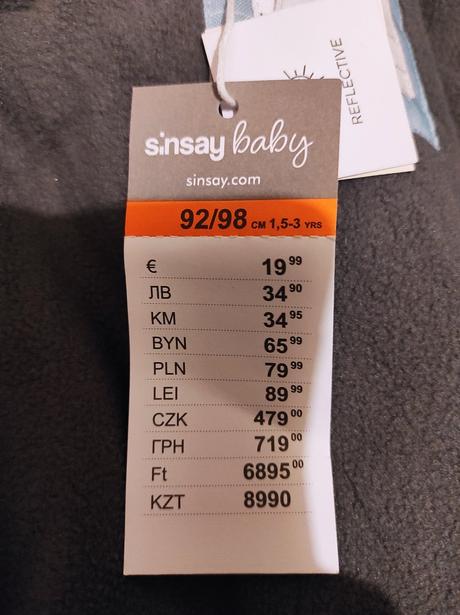 REFLECTIVE
sinsay baby
sinsay.com
92/98 CM 1,5-3 YRS
€ 19 99
ЛВ 34 90
KM 34 95
BYN 65 99
PLN 79 99
LEI 89 99
CZK 479 00
ГРН 719 00
Ft 6895 00
KZT 8990